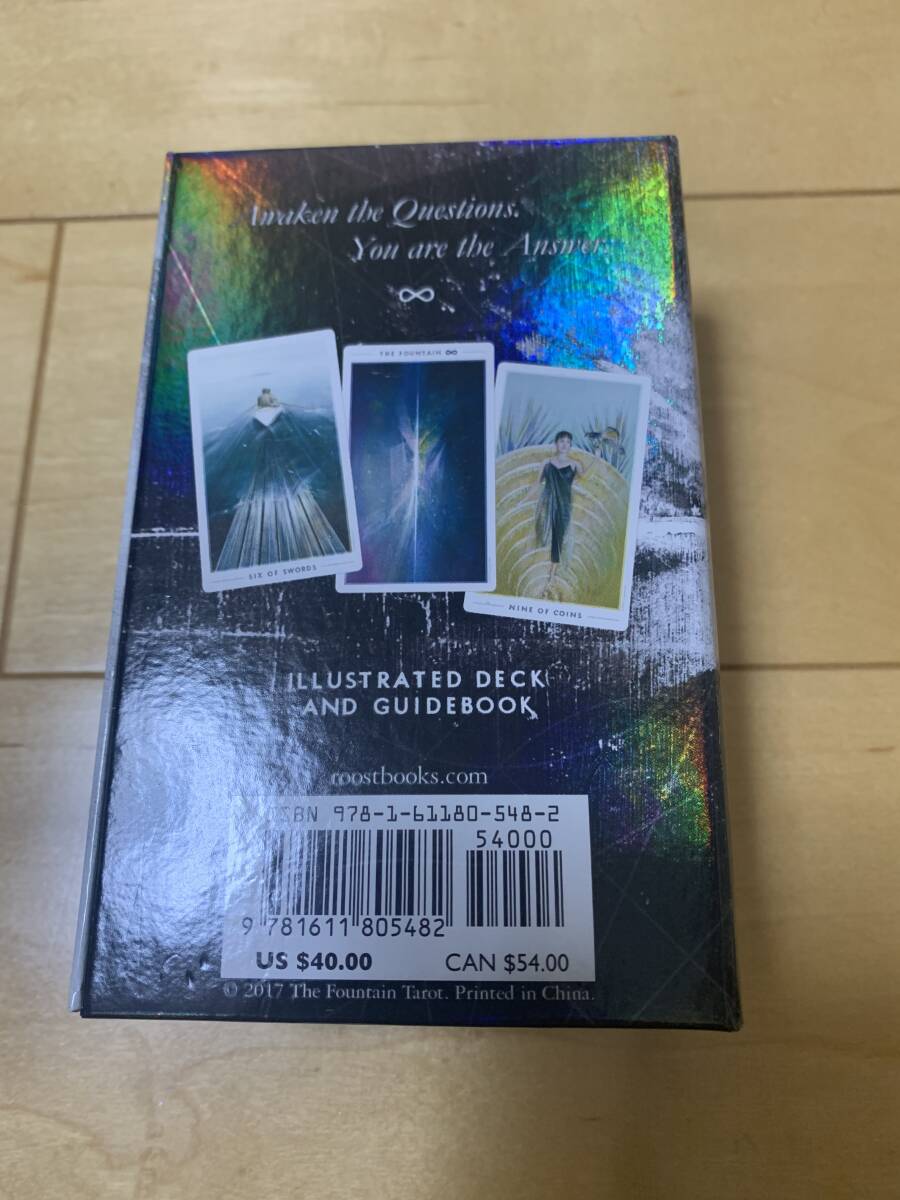 Awaken the Questions.
You are the Answer.
∞
THE FOUNTAIN ∞
SIX OF SWORDS
NINE OF COINS
ILLUSTRATED DECK
AND GUIDEBOOK
roostbooks.com
ISBN 978-1-61180-548-2
54000
9 781611 805482
US $40.00 CAN $54.00
© 2017 The Fountain Tarot. Printed in China.